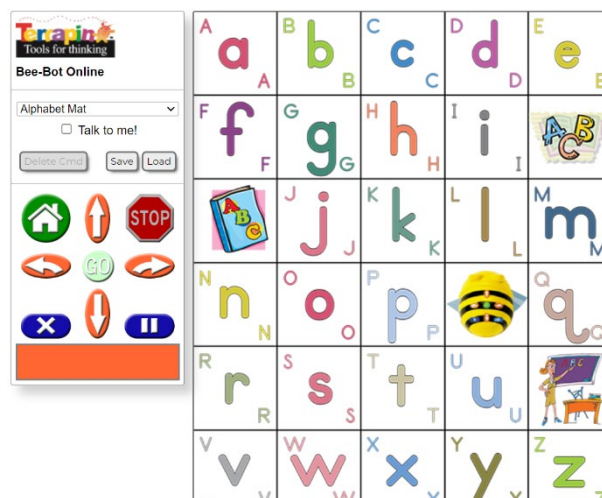 Terrapin
Tools for thinking
Bee-Bot Online
Alphabet Mat
Talk to me!
Delete Cmd Save Load
STOP
GO
A a A B b B C c C D d D E e E
F f F G g G H h H I i I A B C
A B C J j J K k K L l L M m M
N n N O o O P p P Q q Q
R r R S s S T t T U u U
V v V W w W X x X Y y Y Z z